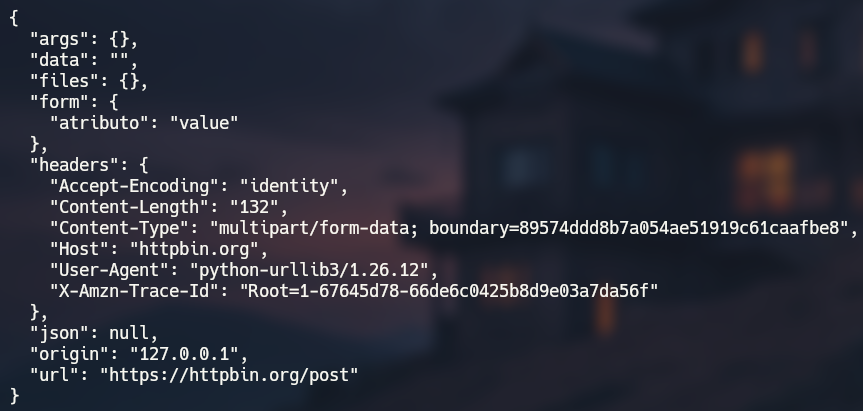 {
  "args": {},
  "data": "",
  "files": {},
  "form": {
    "atributo": "value"
  },
  "headers": {
    "Accept-Encoding": "identity",
    "Content-Length": "132",
    "Content-Type": "multipart/form-data; boundary=89574ddd8b7a054ae51919c61caafbe8",
    "Host": "httpbin.org",
    "User-Agent": "python-urllib3/1.26.12",
    "X-Amzn-Trace-Id": "Root=1-67645d78-66de6c0425b8d9e03a7da56f"
  },
  "json": null,
  "origin": "127.0.0.1",
  "url": "https://httpbin.org/post"
}